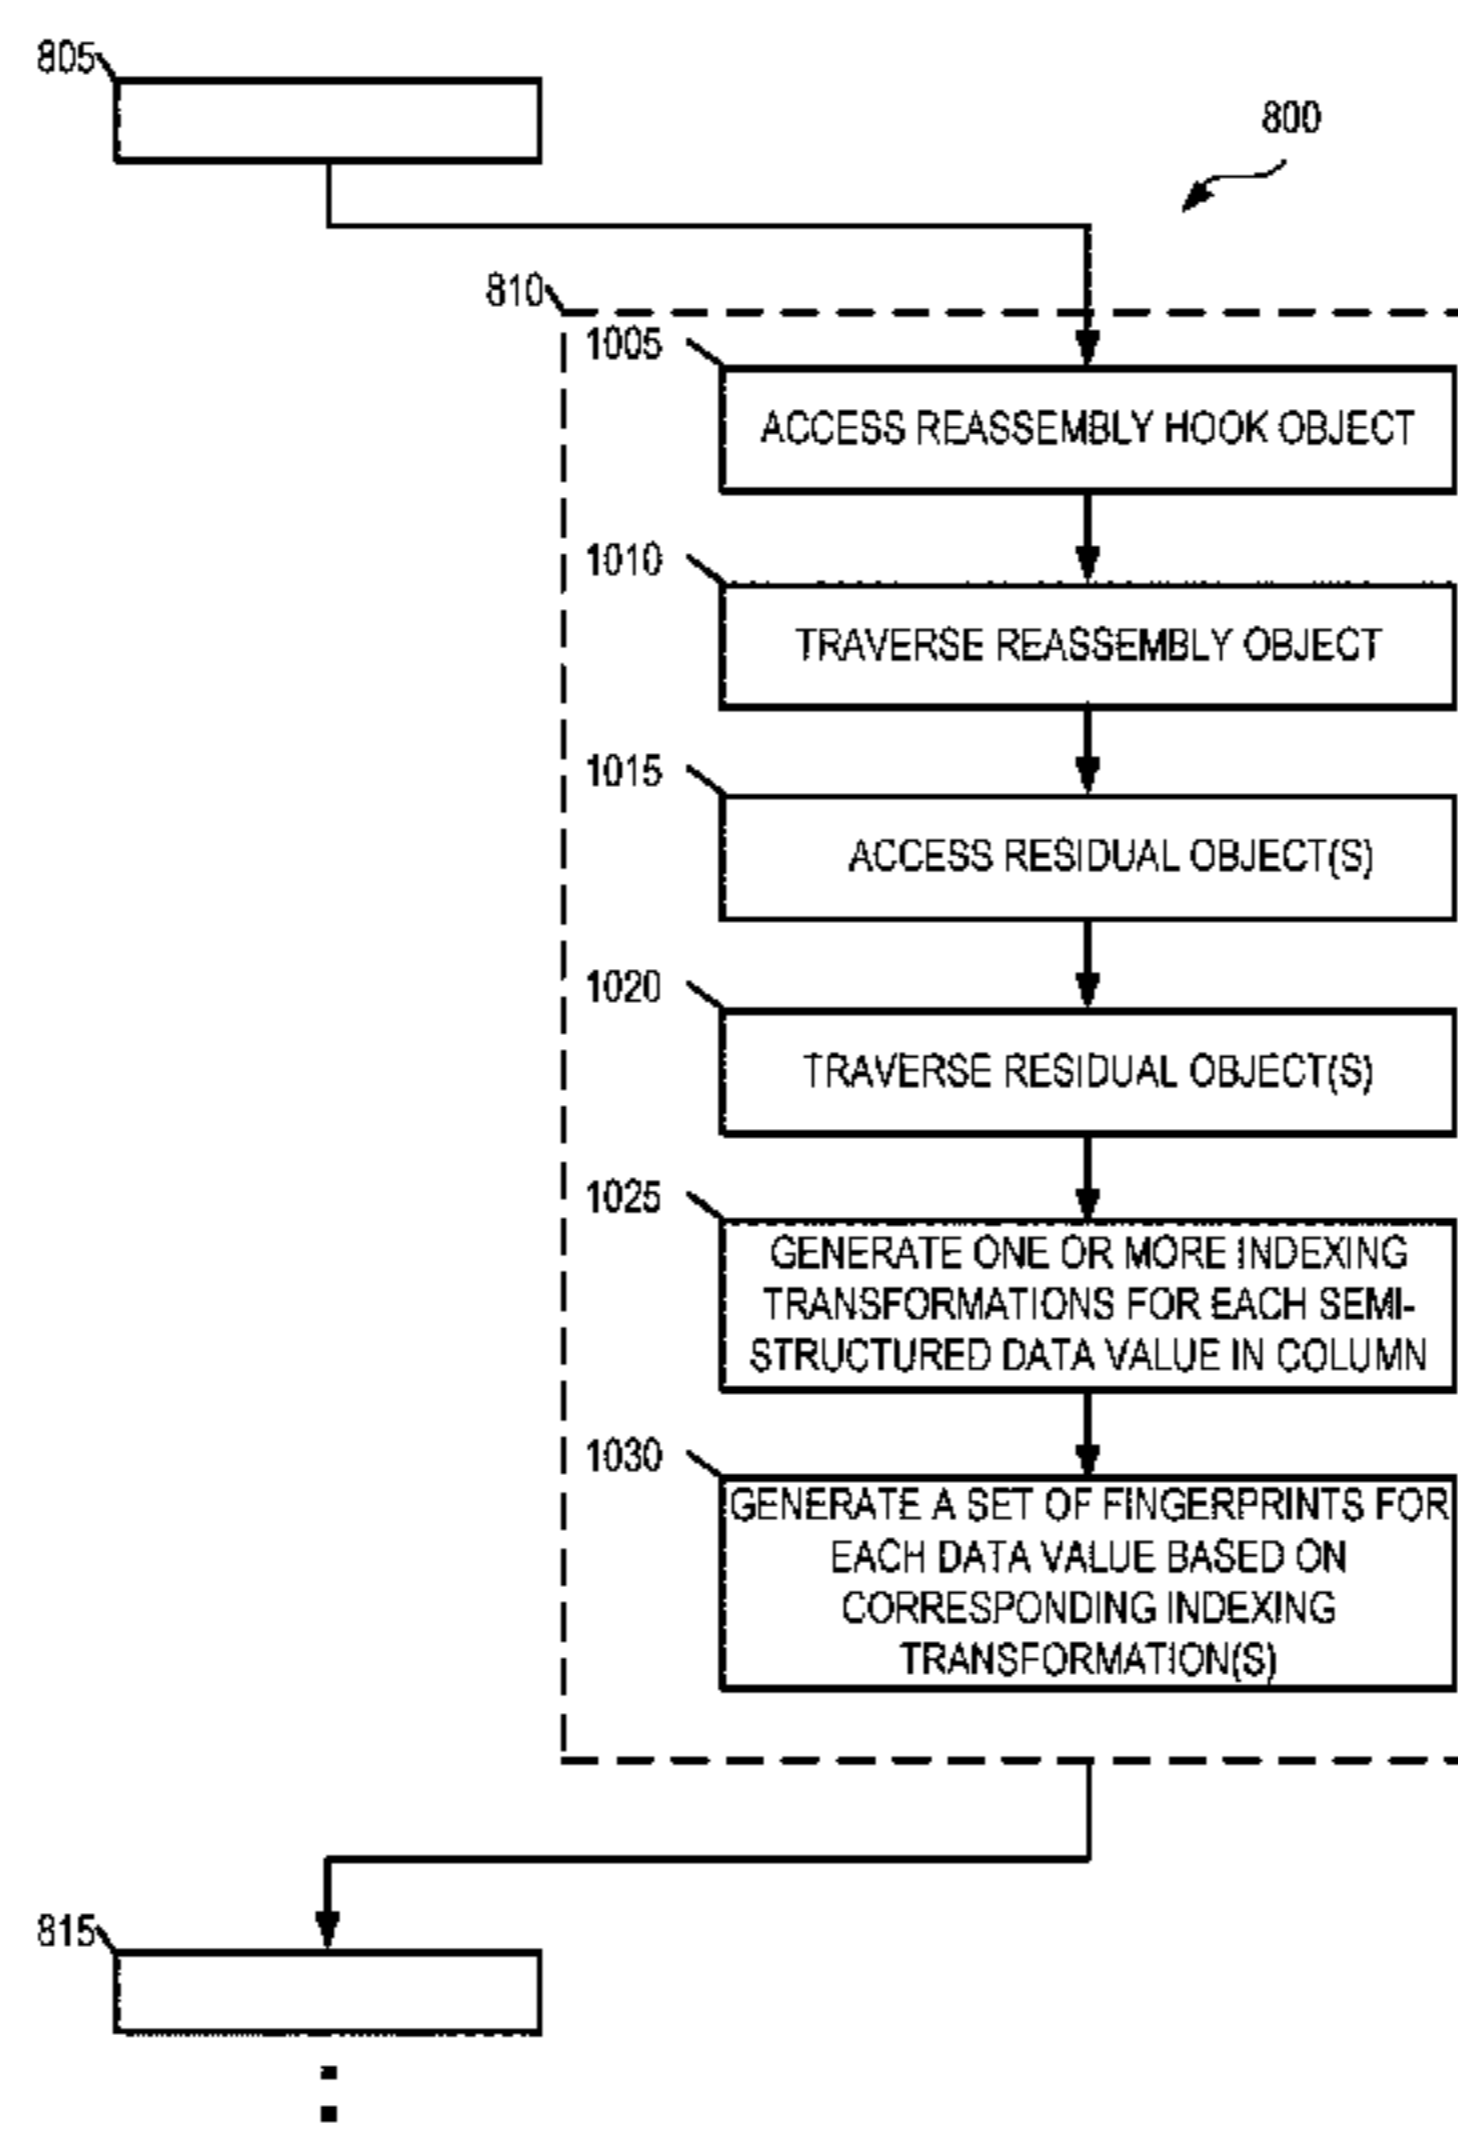 805
800
810
1005
ACCESS REASSEMBLY HOOK OBJECT
1010
TRAVERSE REASSEMBLY OBJECT
1015
ACCESS RESIDUAL OBJECT(S)
1020
TRAVERSE RESIDUAL OBJECT(S)
1025
GENERATE ONE OR MORE INDEXING
TRANSFORMATIONS FOR EACH SEMI-
STRUCTURED DATA VALUE IN COLUMN
1030
GENERATE A SET OF FINGERPRINTS FOR
EACH DATA VALUE BASED ON
CORRESPONDING INDEXING
TRANSFORMATION(S)
815